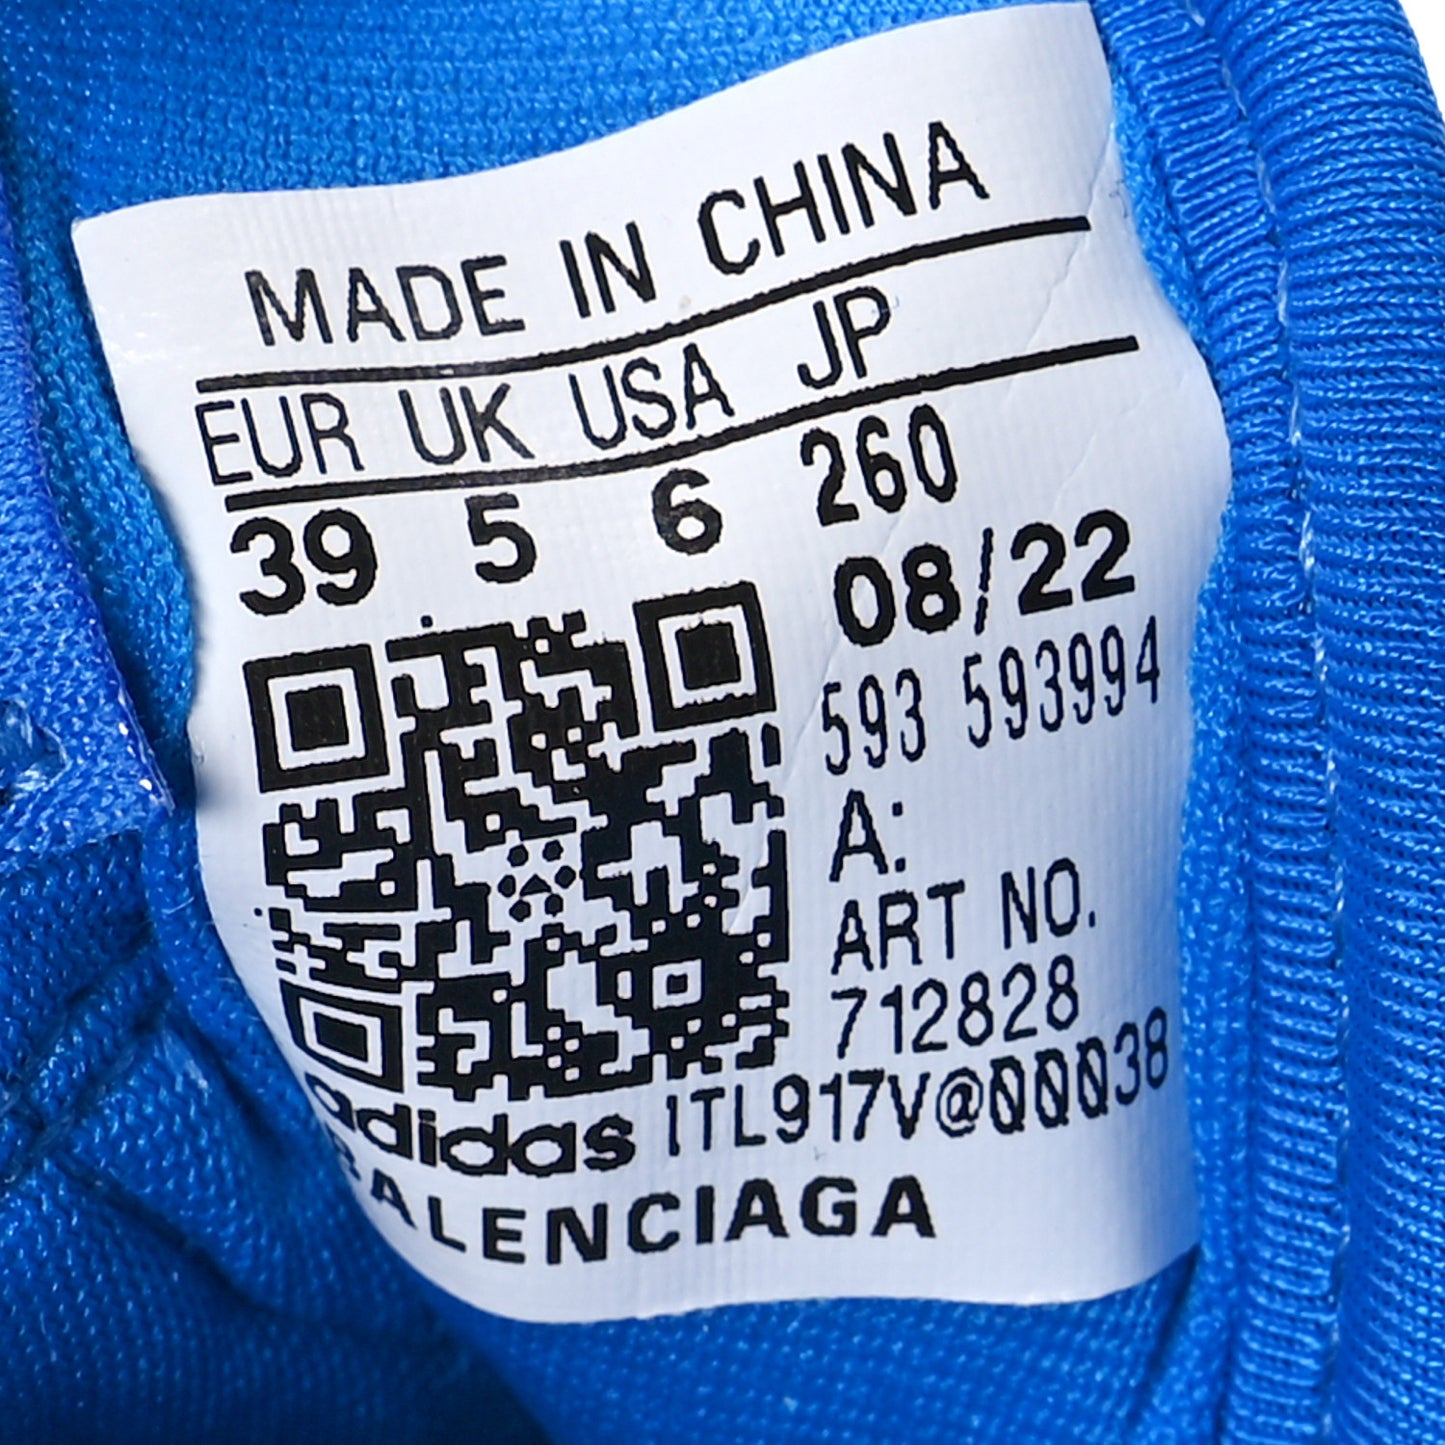 MADE IN CHINA
EUR UK USA JP
39 5 6 260
08/22
593 593994
A:
ART NO.
712828
adidas ITL917V@00038
BALENCIAGA